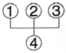 ① ② ③
④